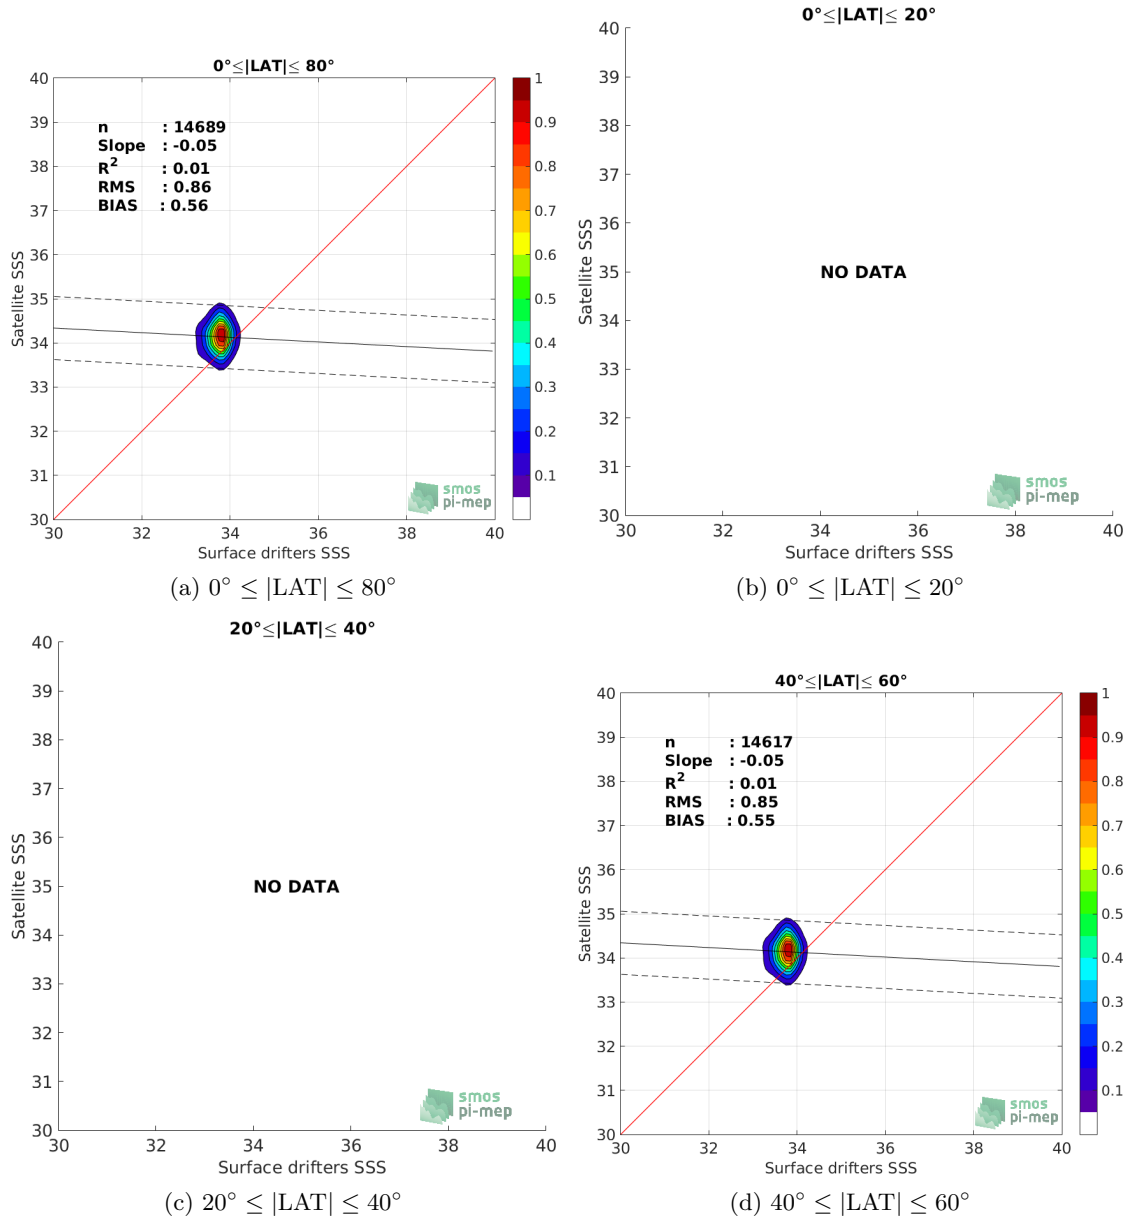 0°≤|LAT|≤ 80°
40
39
38
37
36
35
34
33
32
31
30
Satellite SSS
n : 14689
Slope : -0.05
R² : 0.01
RMS : 0.86
BIAS : 0.56
1
0.9
0.8
0.7
0.6
0.5
0.4
0.3
0.2
0.1
smos
pi-mep
30 32 34 36 38 40
Surface drifters SSS
(a) 0° ≤ |LAT| ≤ 80°
0°≤|LAT|≤ 20°
40
39
38
37
36
35
34
33
32
31
30
Satellite SSS
NO DATA
smos
pi-mep
30 32 34 36 38 40
Surface drifters SSS
(b) 0° ≤ |LAT| ≤ 20°
20°≤|LAT|≤ 40°
40
39
38
37
36
35
34
33
32
31
30
Satellite SSS
NO DATA
smos
pi-mep
30 32 34 36 38 40
Surface drifters SSS
(c) 20° ≤ |LAT| ≤ 40°
40°≤|LAT|≤ 60°
40
39
38
37
36
35
34
33
32
31
30
Satellite SSS
n : 14617
Slope : -0.05
R² : 0.01
RMS : 0.85
BIAS : 0.55
1
0.9
0.8
0.7
0.6
0.5
0.4
0.3
0.2
0.1
smos
pi-mep
30 32 34 36 38 40
Surface drifters SSS
(d) 40° ≤ |LAT| ≤ 60°